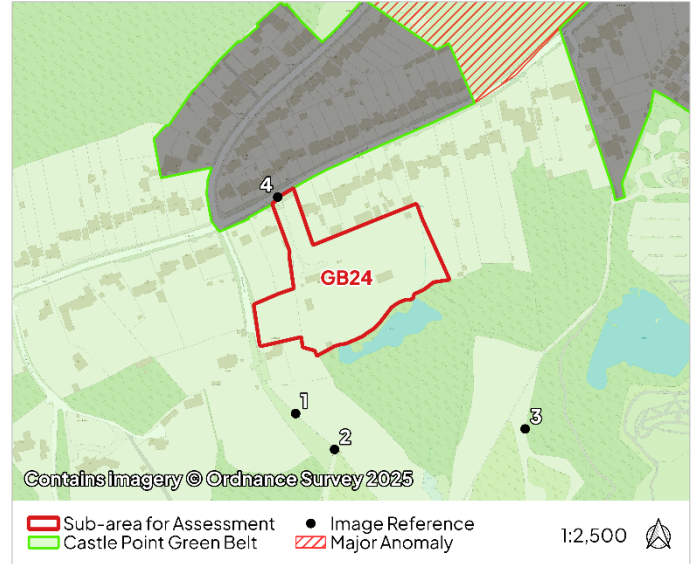 4
GB24
1
2
3
Contains imagery © Ordnance Survey 2025
Sub-area for Assessment
Image Reference
1:2,500
Castle Point Green Belt
Major Anomaly